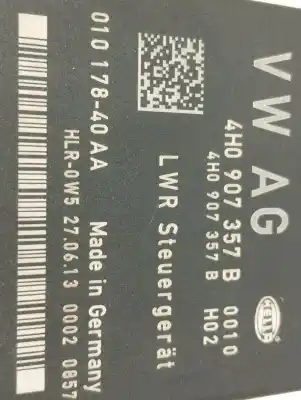 VW AG
4H0 907 357 B 0010
4H0 907 357 B H02
HELLA
LWR Steuergerät
010 178-40 AA Made in Germany
HLR-0W5 27.06.13 0002 0857